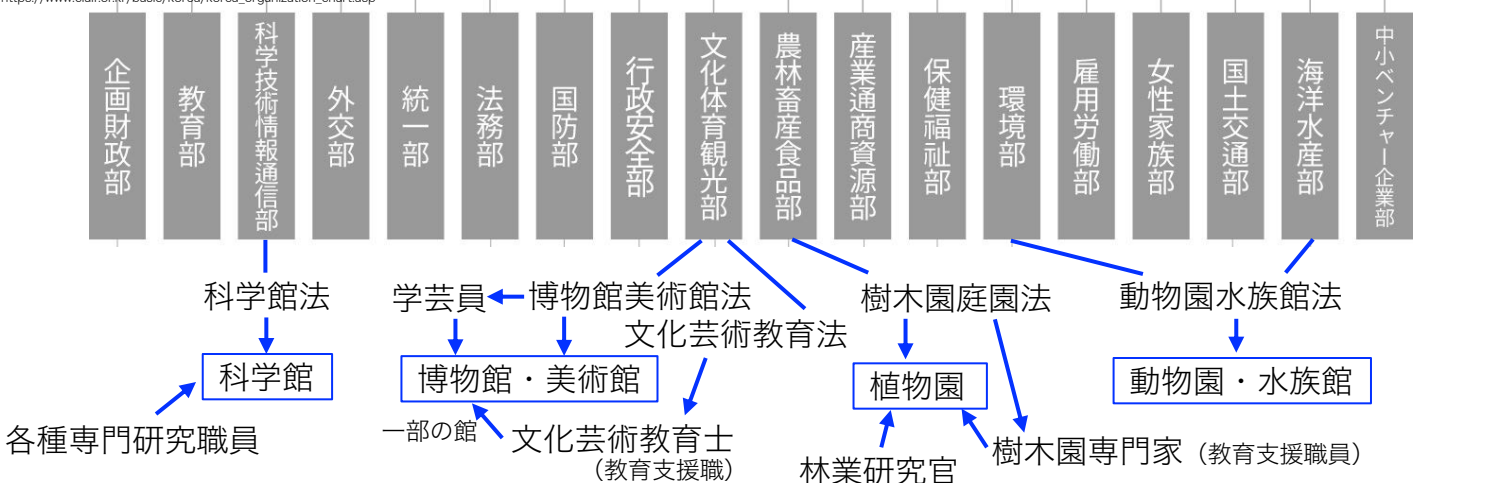 https://www.clair.or.kr/basic/korea/korea_organization_chart.asp
企画財政部
教育部
科学技術情報通信部
外交部
統一部
法務部
国防部
行政安全部
文化体育観光部
農林畜産食品部
産業通商資源部
保健福祉部
環境部
雇用労働部
女性家族部
国土交通部
海洋水産部
中小ベンチャー企業部
科学館法
学芸員
博物館美術館法
樹木園庭園法
動物園水族館法
文化芸術教育法
科学館
博物館・美術館
植物園
動物園・水族館
各種専門研究職員
一部の館
文化芸術教育士
（教育支援職）
林業研究官
樹木園専門家（教育支援職員）